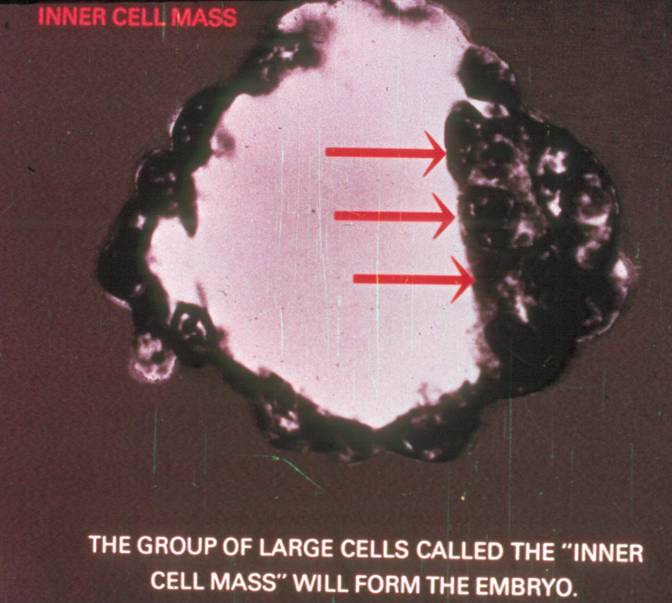 INNER CELL MASS
THE GROUP OF LARGE CELLS CALLED THE "INNER
CELL MASS" WILL FORM THE EMBRYO.